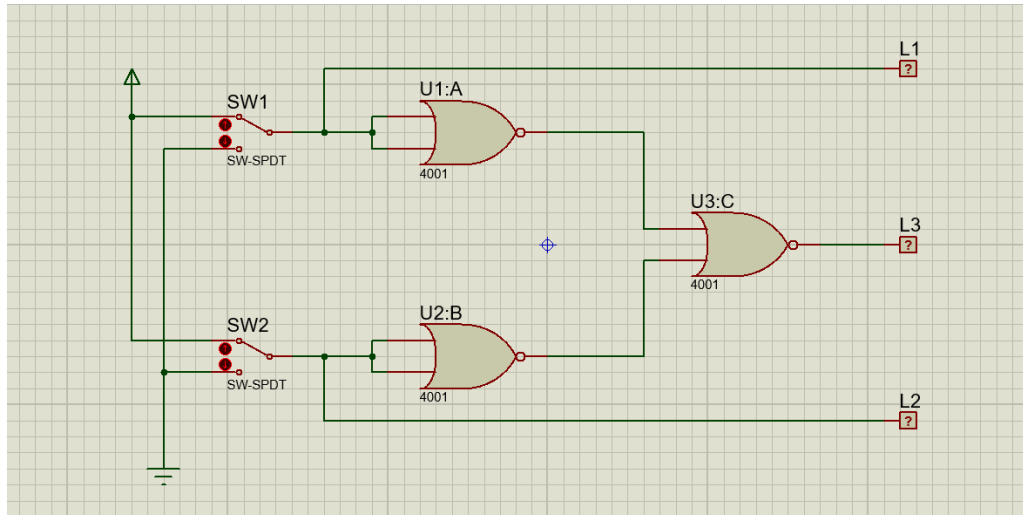 L1
?
U1:A
SW1
SW-SPDT
4001
U3:C
L3
?
4001
U2:B
SW2
SW-SPDT
4001
L2
?